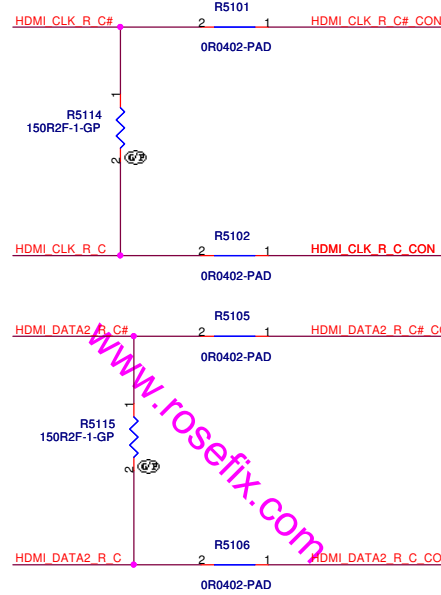 R5101
HDMI_CLK_R_C# 2 1 HDMI_CLK_R_C#_CON
0R0402-PAD
1
R5114
150R2F-1-GP
2 G/P
R5102
HDMI_CLK_R_C 2 1 HDMI_CLK_R_C_CON
0R0402-PAD
R5105
HDMI_DATA2_R_C# 2 1 HDMI_DATA2_R_C#_CO
0R0402-PAD
www.rosefix.com
1
R5115
150R2F-1-GP
2 G/P
R5106
HDMI_DATA2_R_C 2 1 HDMI_DATA2_R_C_CON
0R0402-PAD